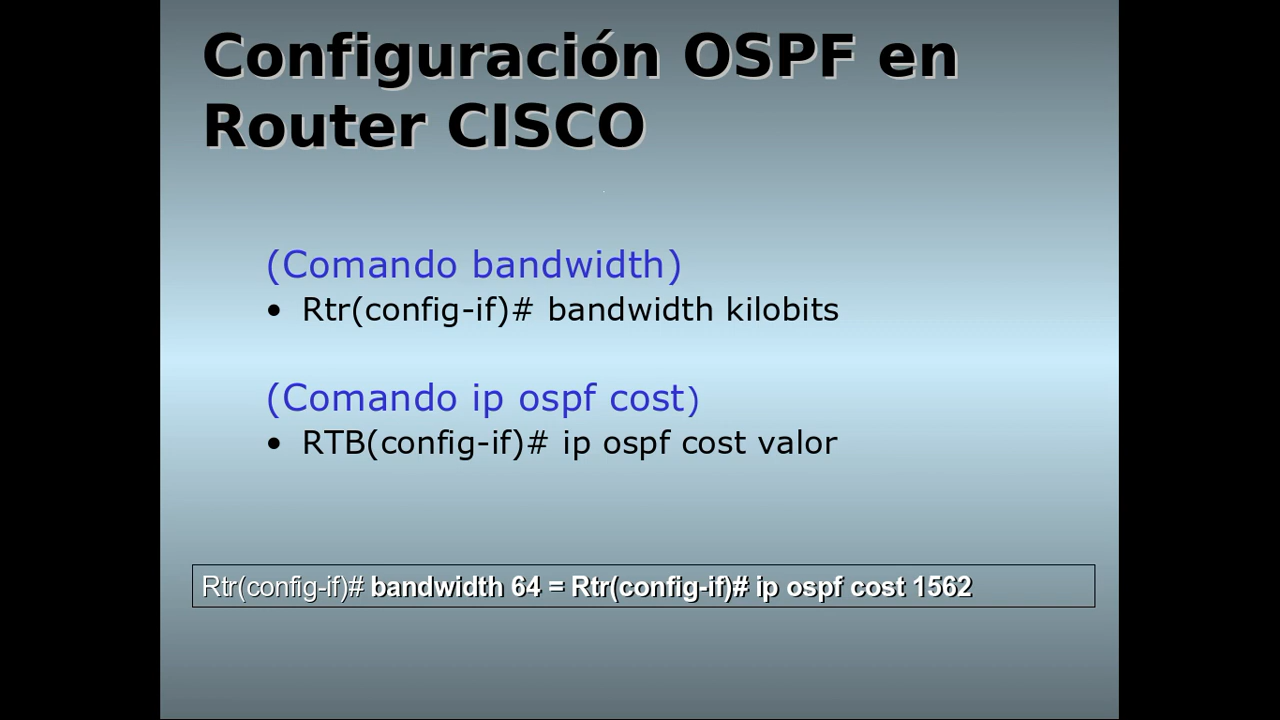 Configuración OSPF en
Router CISCO
(Comando bandwidth)
• Rtr(config-if)# bandwidth kilobits
(Comando ip ospf cost)
• RTB(config-if)# ip ospf cost valor
Rtr(config-if)# bandwidth 64 = Rtr(config-if)# ip ospf cost 1562